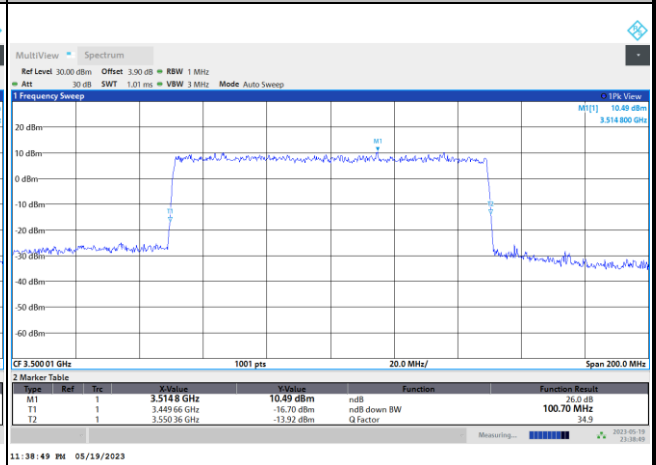 MultiView Spectrum
Ref Level 30.00 dBm Offset 3.90 dB RBW 1 MHz
Att 30 dB SWT 1.01 ms VBW 3 MHz Mode Auto Sweep
1 Frequency Sweep 1Pk View
M1[1] 10.49 dBm
3.514 800 GHz
20 dBm
M1
10 dBm
0 dBm
-10 dBm
T1 T2
-20 dBm
-30 dBm
-40 dBm
-50 dBm
-60 dBm
CF 3.500 01 GHz 1001 pts 20.0 MHz/ Span 200.0 MHz
2 Marker Table
Type Ref Trc X-Value Y-Value Function Function Result
M1 1 3.514 8 GHz 10.49 dBm ndB 26.0 dB
T1 1 3.449 66 GHz -16.70 dBm ndB down BW 100.70 MHz
T2 1 3.550 36 GHz -13.92 dBm Q Factor 34.9
Measuring... 2023-05-19
23:38:49
11:38:49 PM 05/19/2023